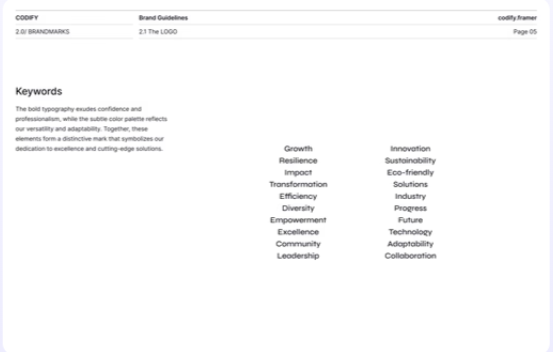 CODIFY
Brand Guidelines
codify.framer
2.0/ BRANDMARKS
2.1 The LOGO
Page 05
Keywords
The bold typography exudes confidence and
professionalism, while the subtle color palette reflects
our versatility and adaptability. Together, these
elements form a distinctive mark that symbolizes our
dedication to excellence and cutting-edge solutions.
Growth
Resilience
Impact
Transformation
Efficiency
Diversity
Empowerment
Excellence
Community
Leadership
Innovation
Sustainability
Eco-friendly
Solutions
Industry
Progress
Future
Technology
Adaptability
Collaboration